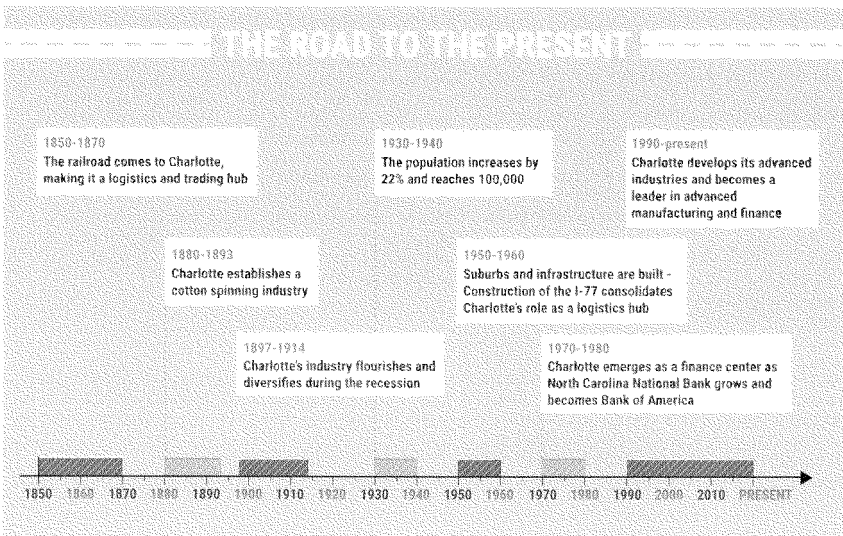 THE ROAD TO THE PRESENT
1850-1870
The railroad comes to Charlotte,
making it a logistics and trading hub
1930-1940
The population increases by
22% and reaches 100,000
1990-present
Charlotte develops its advanced
industries and becomes a
leader in advanced
manufacturing and finance
1880-1893
Charlotte establishes a
cotton spinning industry
1950-1960
Suburbs and infrastructure are built -
Construction of the I-77 consolidates
Charlotte's role as a logistics hub
1897-1914
Charlotte's industry flourishes and
diversifies during the recession
1970-1980
Charlotte emerges as a finance center as
North Carolina National Bank grows and
becomes Bank of America
1850 1860 1870 1880 1890 1900 1910 1920 1930 1940 1950 1960 1970 1980 1990 2000 2010 PRESENT